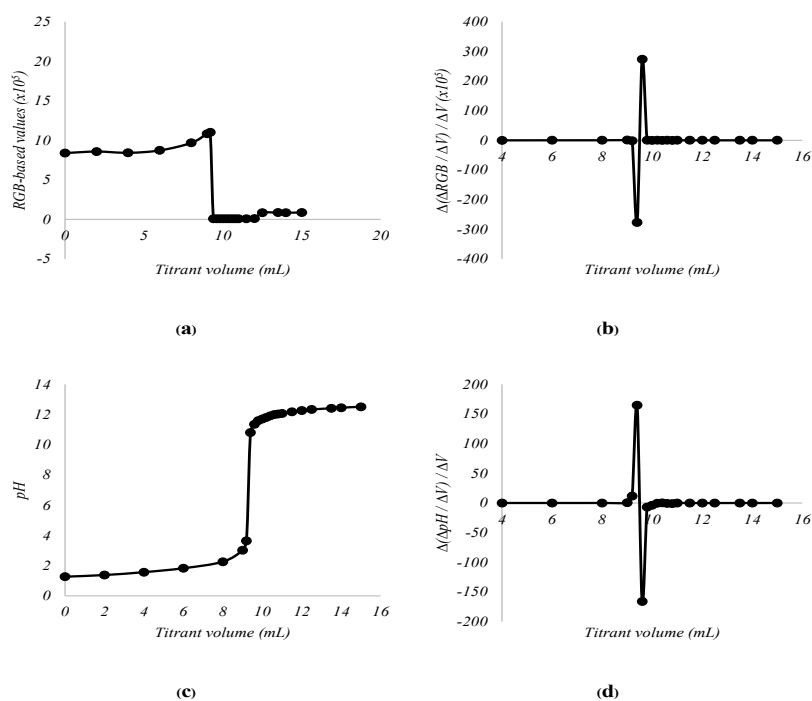 25
20
15
10
5
0
-5
0 5 10 15 20
RGB-based values (x10⁵)
Titrant volume (mL)
(a)
400
300
200
100
0
-100
-200
-300
-400
4 6 8 10 12 14 16
Δ(ΔRGB / ΔV) / ΔV (x10⁵)
Titrant volume (mL)
(b)
14
12
10
8
6
4
2
0
0 2 4 6 8 10 12 14 16
pH
Titrant volume (mL)
(c)
200
150
100
50
0
-50
-100
-150
-200
4 6 8 10 12 14 16
Δ(ΔpH / ΔV) / ΔV
Titrant volume (mL)
(d)